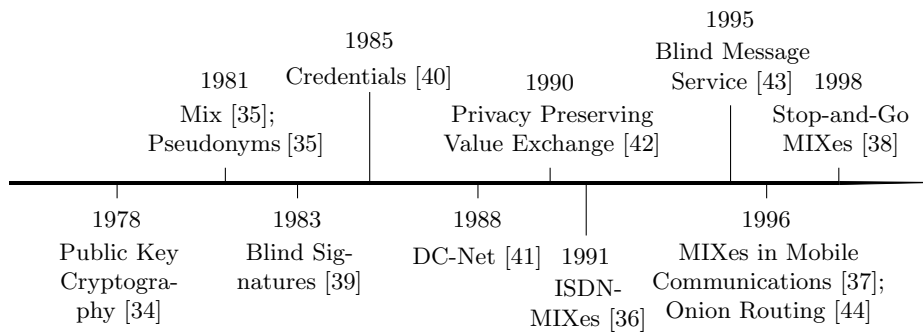 1995
Blind Message
Service [43]
1985
Credentials [40]
1981
Mix [35];
Pseudonyms [35]
1990
Privacy Preserving
Value Exchange [42]
1998
Stop-and-Go
MIXes [38]
1978
Public Key
Cryptogra-
phy [34]
1983
Blind Sig-
natures [39]
1988
DC-Net [41]
1991
ISDN-
MIXes [36]
1996
MIXes in Mobile
Communications [37];
Onion Routing [44]